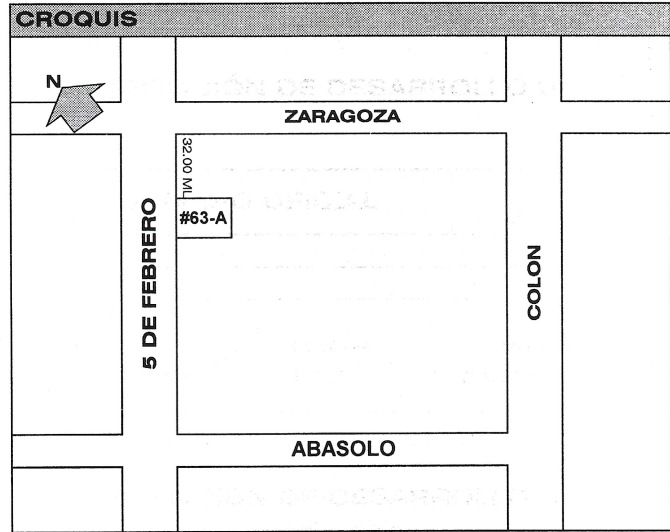 CROQUIS
N
ZARAGOZA
32.00 ML
#63-A
5 DE FEBRERO
COLON
ABASOLO